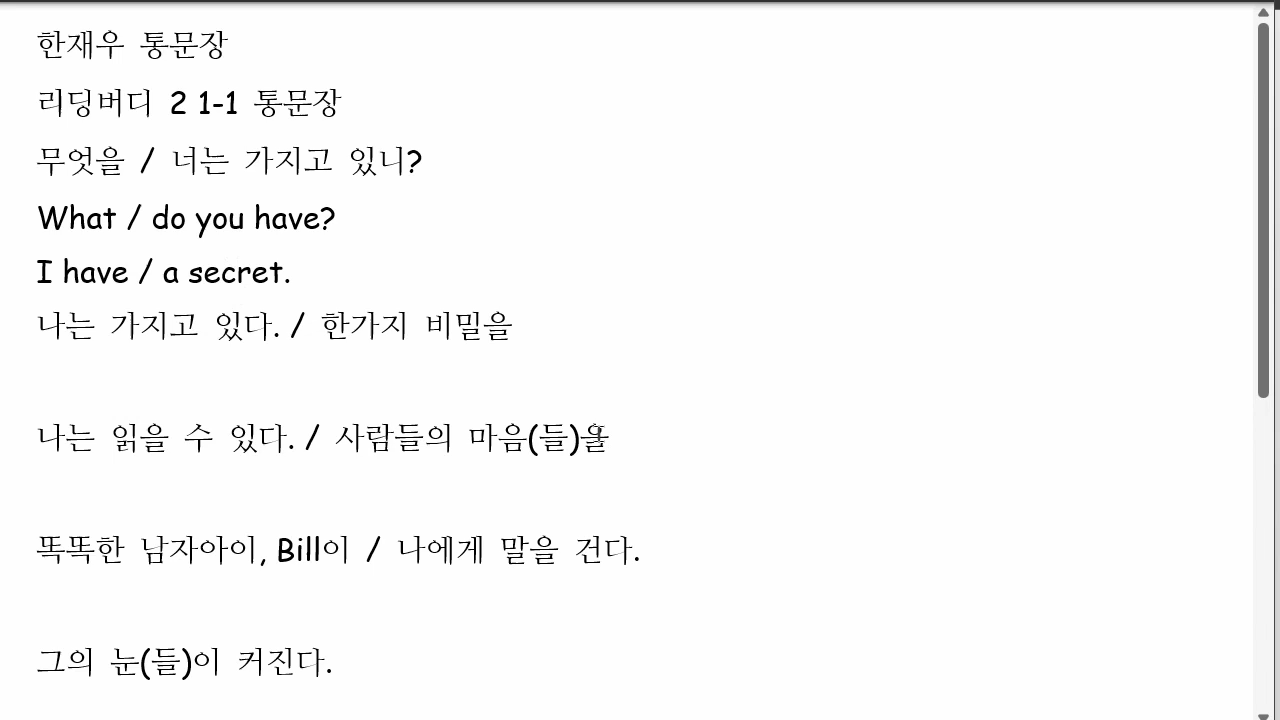 한재우 통문장
리딩버디 2 1-1 통문장
무엇을 / 너는 가지고 있니?
What / do you have?
I have / a secret.
나는 가지고 있다. / 한가지 비밀을
나는 읽을 수 있다. / 사람들의 마음(들)을
똑똑한 남자아이, Bill이 / 나에게 말을 건다.
그의 눈(들)이 커진다.